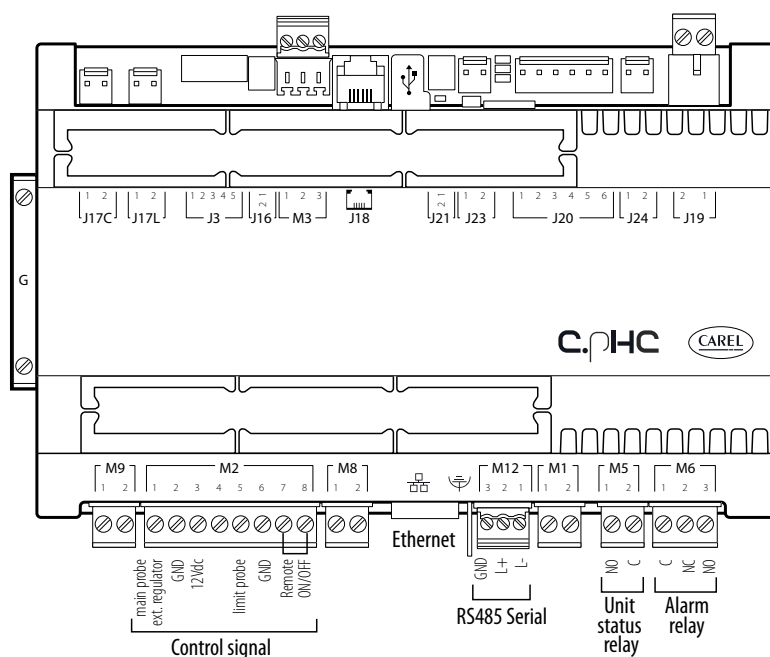 1 2 1 2 1 2 3 4 5 2 1 1 2 3 2 1 1 2 1 2 3 4 5 6 1 2 2 1
J17C J17L J3 J16 M3 J18 J21 J23 J20 J24 J19
G
c.pHC CAREL
M9 M2 M8 M12 M1 M5 M6
1 2 1 2 3 4 5 6 7 8 1 2 3 2 1 1 2 1 2 1 2 3
Ethernet
main probe
ext. regulator
GND
12Vdc
limit probe
GND
Remote
ON/OFF
GND
L+
L-
NO
C
C
NC
NO
Control signal
RS485 Serial
Unit
status
relay
Alarm
relay